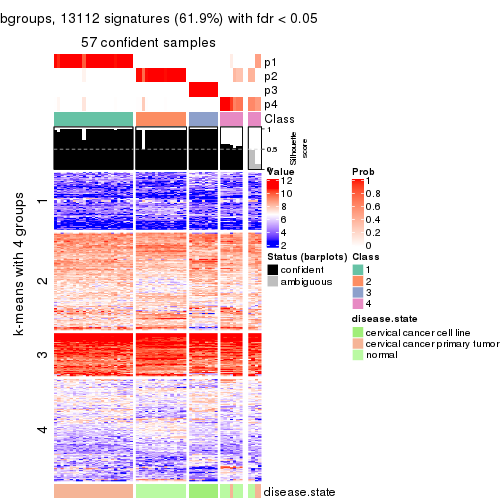 bgroups, 13112 signatures (61.9%) with fdr < 0.05
57 confident samples
p1
p2
p3
p4
Class
1
0.5
0
Silhouette
score
k-means with 4 groups
1
2
3
4
disease.state
Value
12
10
8
6
4
2
Prob
1
0.8
0.6
0.4
0.2
0
Status (barplots)
confident
ambiguous
Class
1
2
3
4
disease.state
cervical cancer cell line
cervical cancer primary tumor
normal